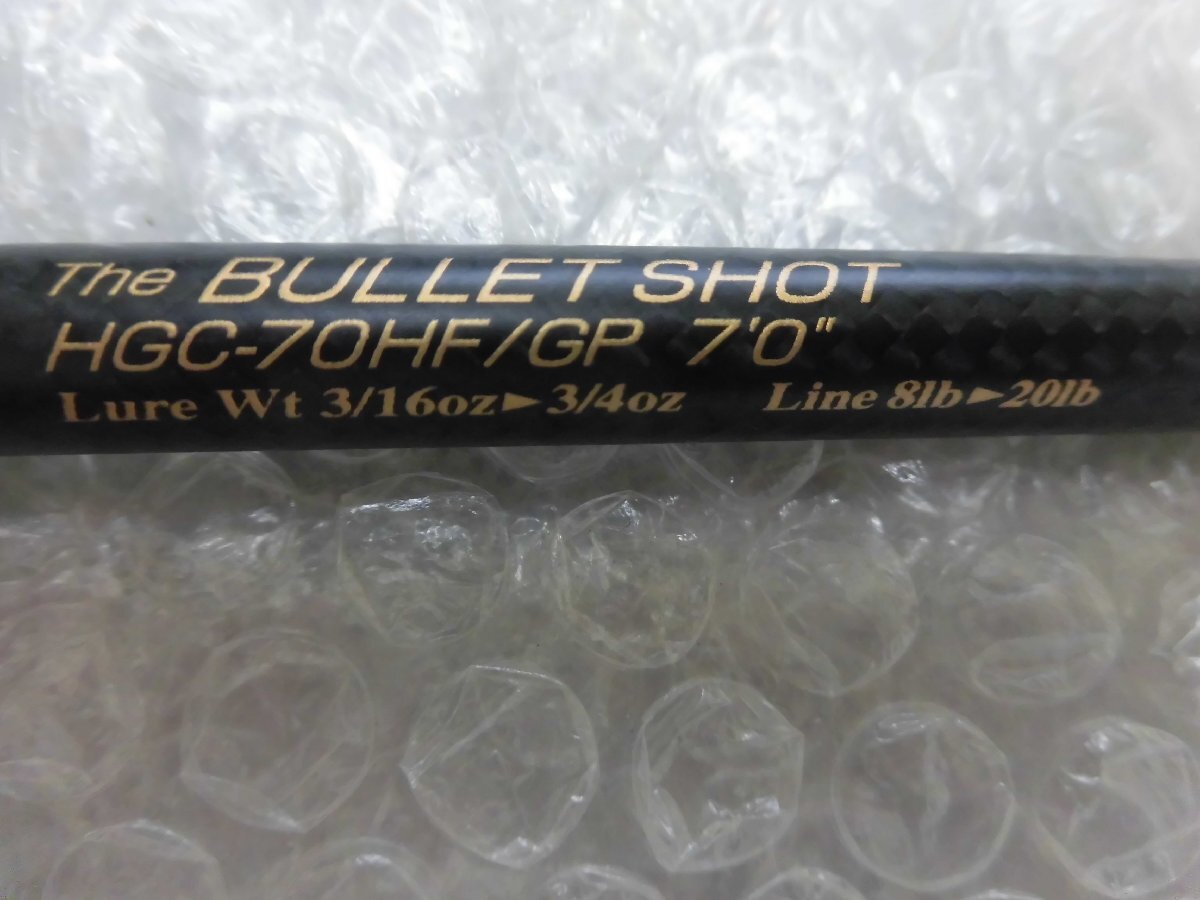 The BULLET SHOT
HGC-70HF/GP 7'0"
Lure Wt 3/16oz►3/4oz Line 8lb►20lb